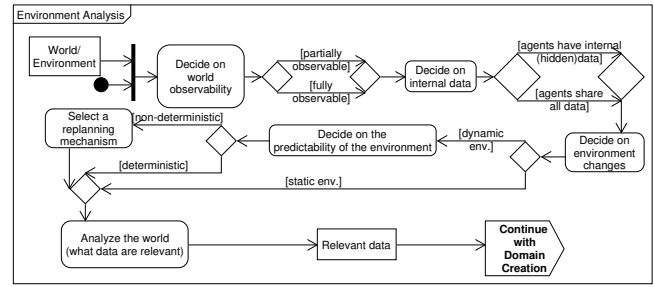 Environment Analysis
World/
Environment
Decide on
world
observability
[partially
observable]
[fully
observable]
Decide on
internal data
[agents have internal
(hidden)data]
[agents share
all data]
Select a
replanning
mechanism
[non-deterministic]
Decide on the
predictability of the environment
[dynamic
env.]
Decide on
environment
changes
[deterministic]
[static env.]
Analyze the world
(what data are relevant)
Relevant data
Continue
with
Domain
Creation